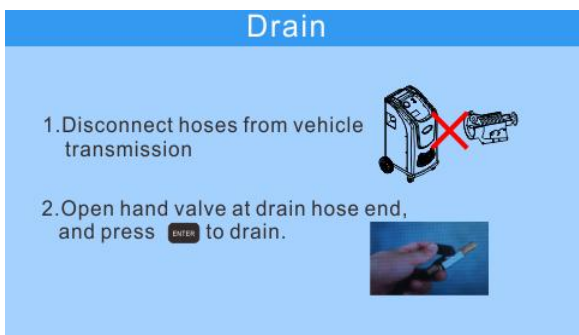 Drain
1.Disconnect hoses from vehicle
transmission
2.Open hand valve at drain hose end,
and press ENTER to drain.